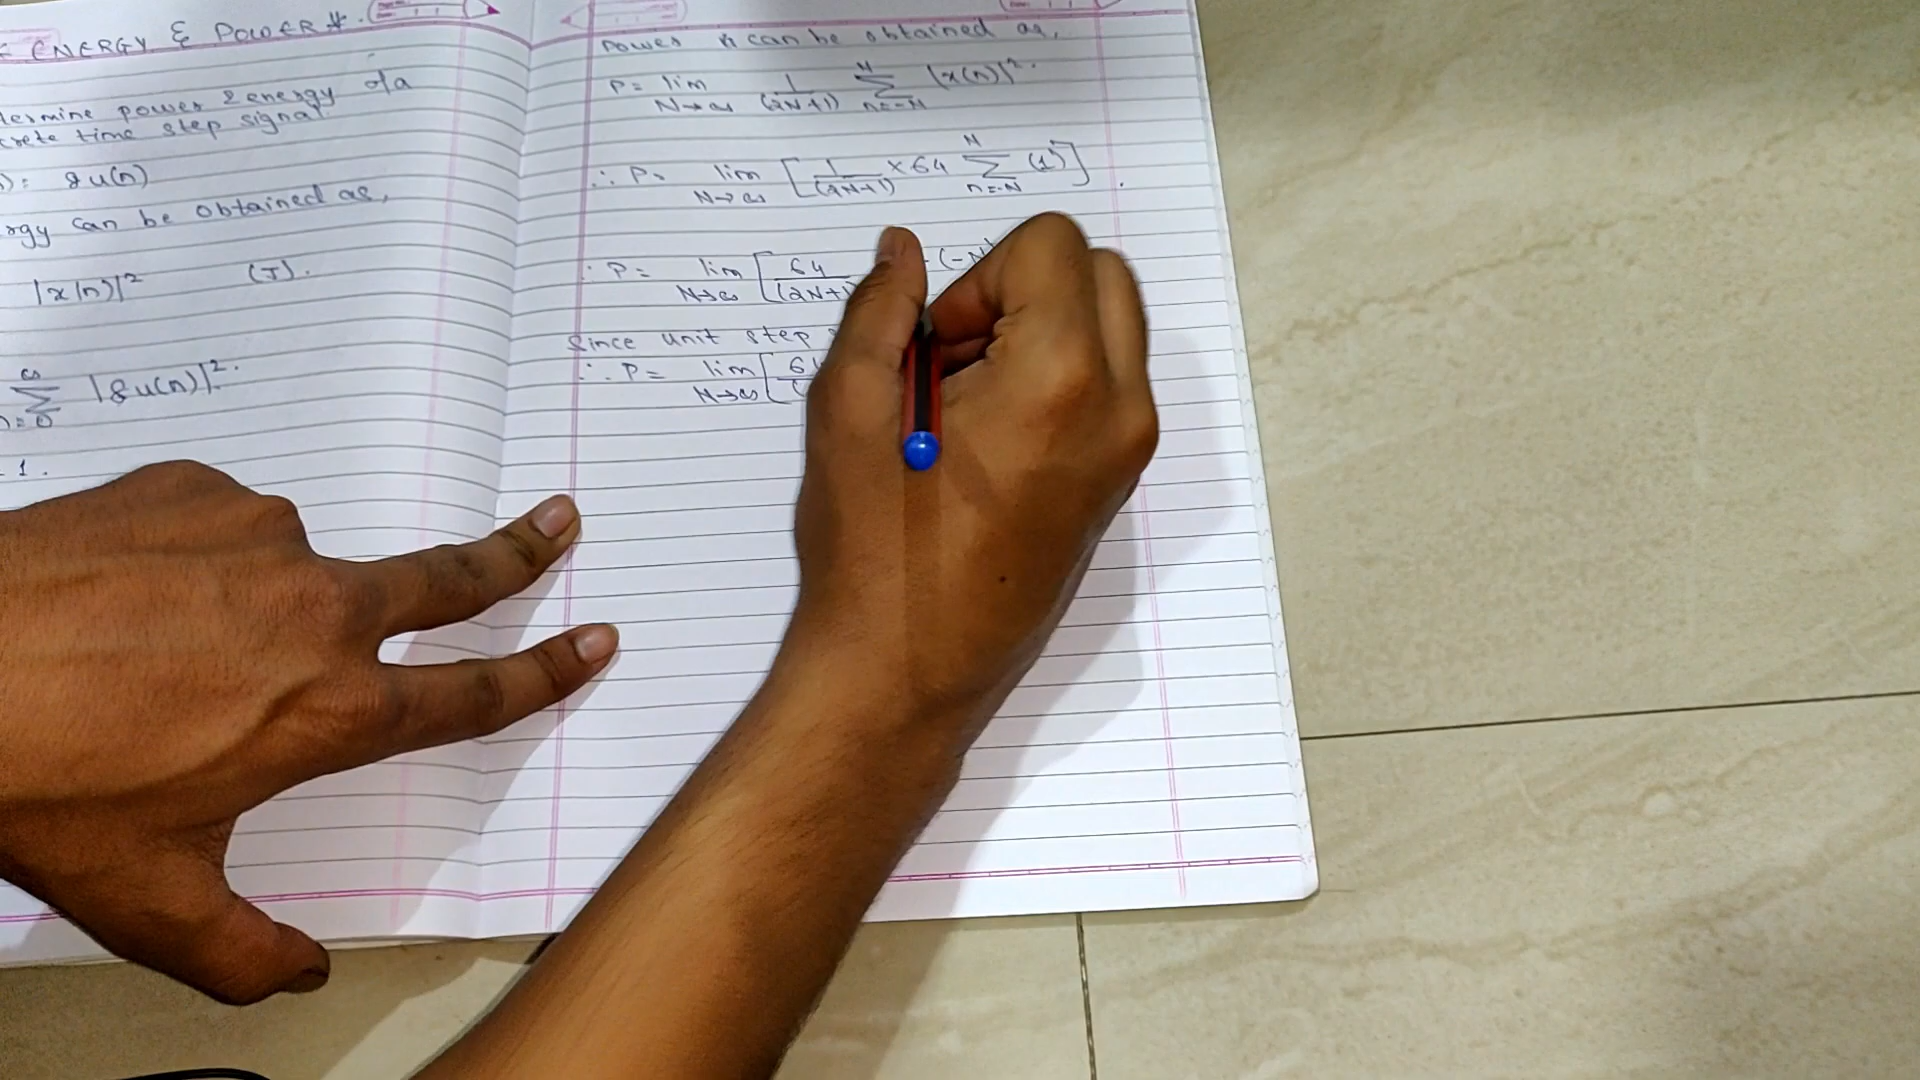 ENERGY & POWER #.
termine power & energy of a
crete time step signal.
): 8u(n)
rgy can be obtained as,
|x(n)|² (J).
∞
∑ |8u(n)|².
n=0
1.
Power can be obtained as,
P = lim N→∞ 1/(2N+1) N∑n=-N |x(n)|².
∴ P = lim N→∞ [1/(2N+1) × 64 N∑n=-N (1)²].
∴ P = lim N→∞ [64/(2N+1) (-N)
Since unit step
∴ P = lim N→∞ [